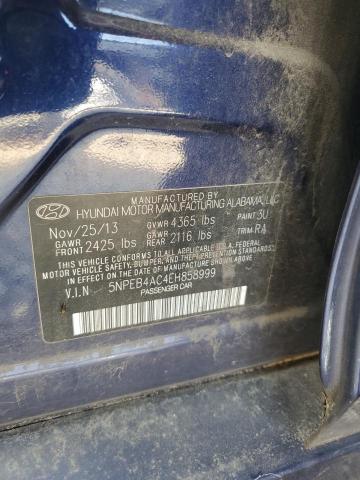 MANUFACTURED BY
HYUNDAI MOTOR MANUFACTURING ALABAMA, LLC
Nov/25/13 GVWR 4365 lbs PAINT 3U
GAWR FRONT 2425 lbs GAWR REAR 2116 lbs TRIM RA
THIS VEHICLE CONFORMS TO ALL APPLICABLE FEDERAL MOTOR VEHICLE
SAFETY, BUMPER, AND THEFT PREVENTION STANDARDS
IN EFFECT ON THE DATE OF MANUFACTURE SHOWN ABOVE.
V.I.N 5NPEB4AC4EH858999
PASSENGER CAR